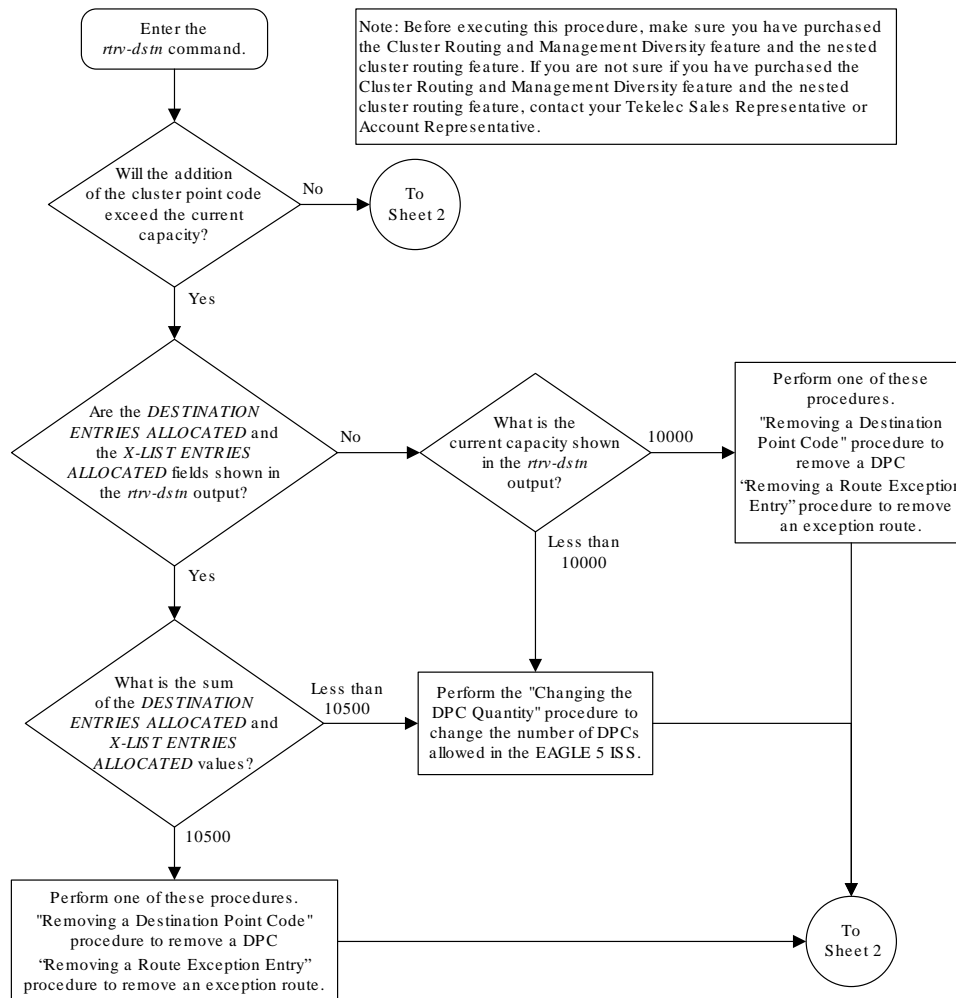 Enter the
rtrv-dstn command.
Note: Before executing this procedure, make sure you have purchased
the Cluster Routing and Management Diversity feature and the nested
cluster routing feature. If you are not sure if you have purchased the
Cluster Routing and Management Diversity feature and the nested
cluster routing feature, contact your Tekelec Sales Representative or
Account Representative.
Will the addition
of the cluster point code
exceed the current
capacity?
No
To
Sheet 2
Yes
Are the DESTINATION
ENTRIES ALLOCATED and
the X-LIST ENTRIES
ALLOCATED fields shown in
the rtrv-dstn output?
No
What is the
current capacity shown
in the rtrv-dstn
output?
10000
Perform one of these
procedures.
"Removing a Destination
Point Code" procedure to
remove a DPC
“Removing a Route Exception
Entry” procedure to remove
an exception route.
Less than
10000
Yes
What is the sum
of the DESTINATION
ENTRIES ALLOCATED and
X-LIST ENTRIES
ALLOCATED values?
Less than
10500
Perform the "Changing the
DPC Quantity" procedure to
change the number of DPCs
allowed in the EAGLE 5 ISS.
10500
Perform one of these procedures.
"Removing a Destination Point Code"
procedure to remove a DPC
“Removing a Route Exception Entry”
procedure to remove an exception route.
To
Sheet 2